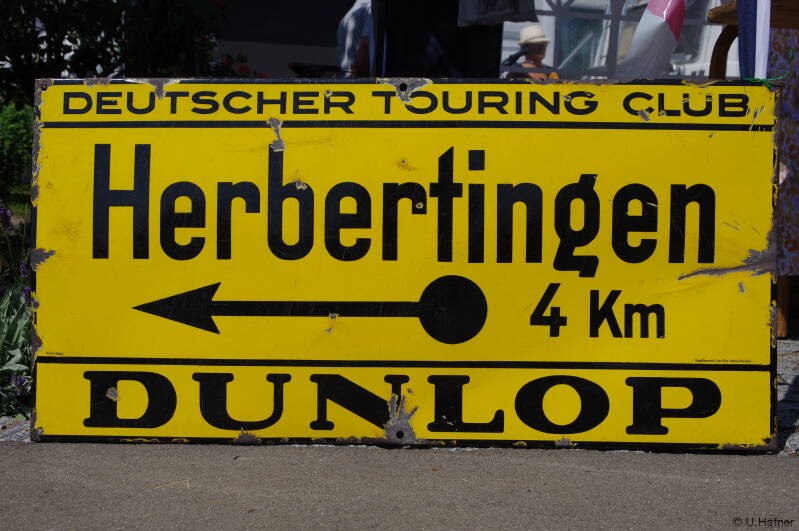 DEUTSCHER TOURING CLUB
Herbertingen
4 Km
DUNLOP
© U.Häfner